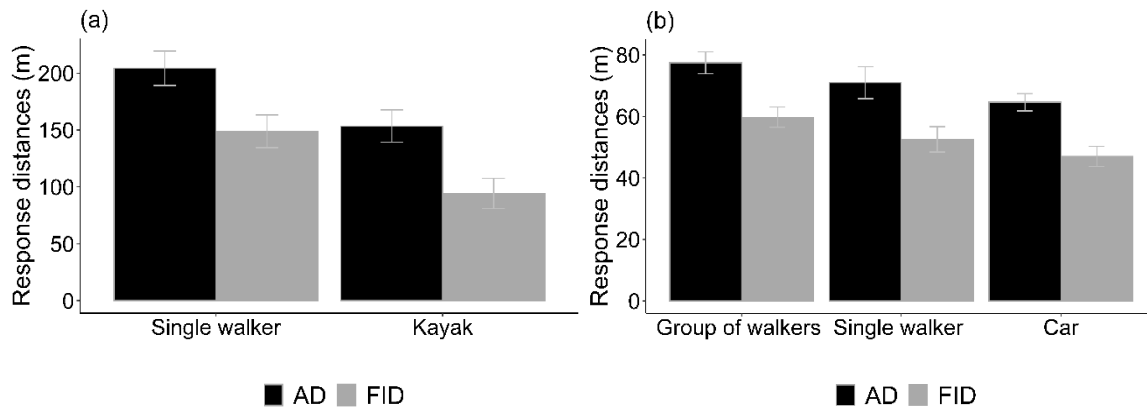 (a)
Response distances (m)
200
150
100
50
0
Single walker Kayak
AD FID
(b)
Response distances (m)
80
60
40
20
0
Group of walkers Single walker Car
AD FID